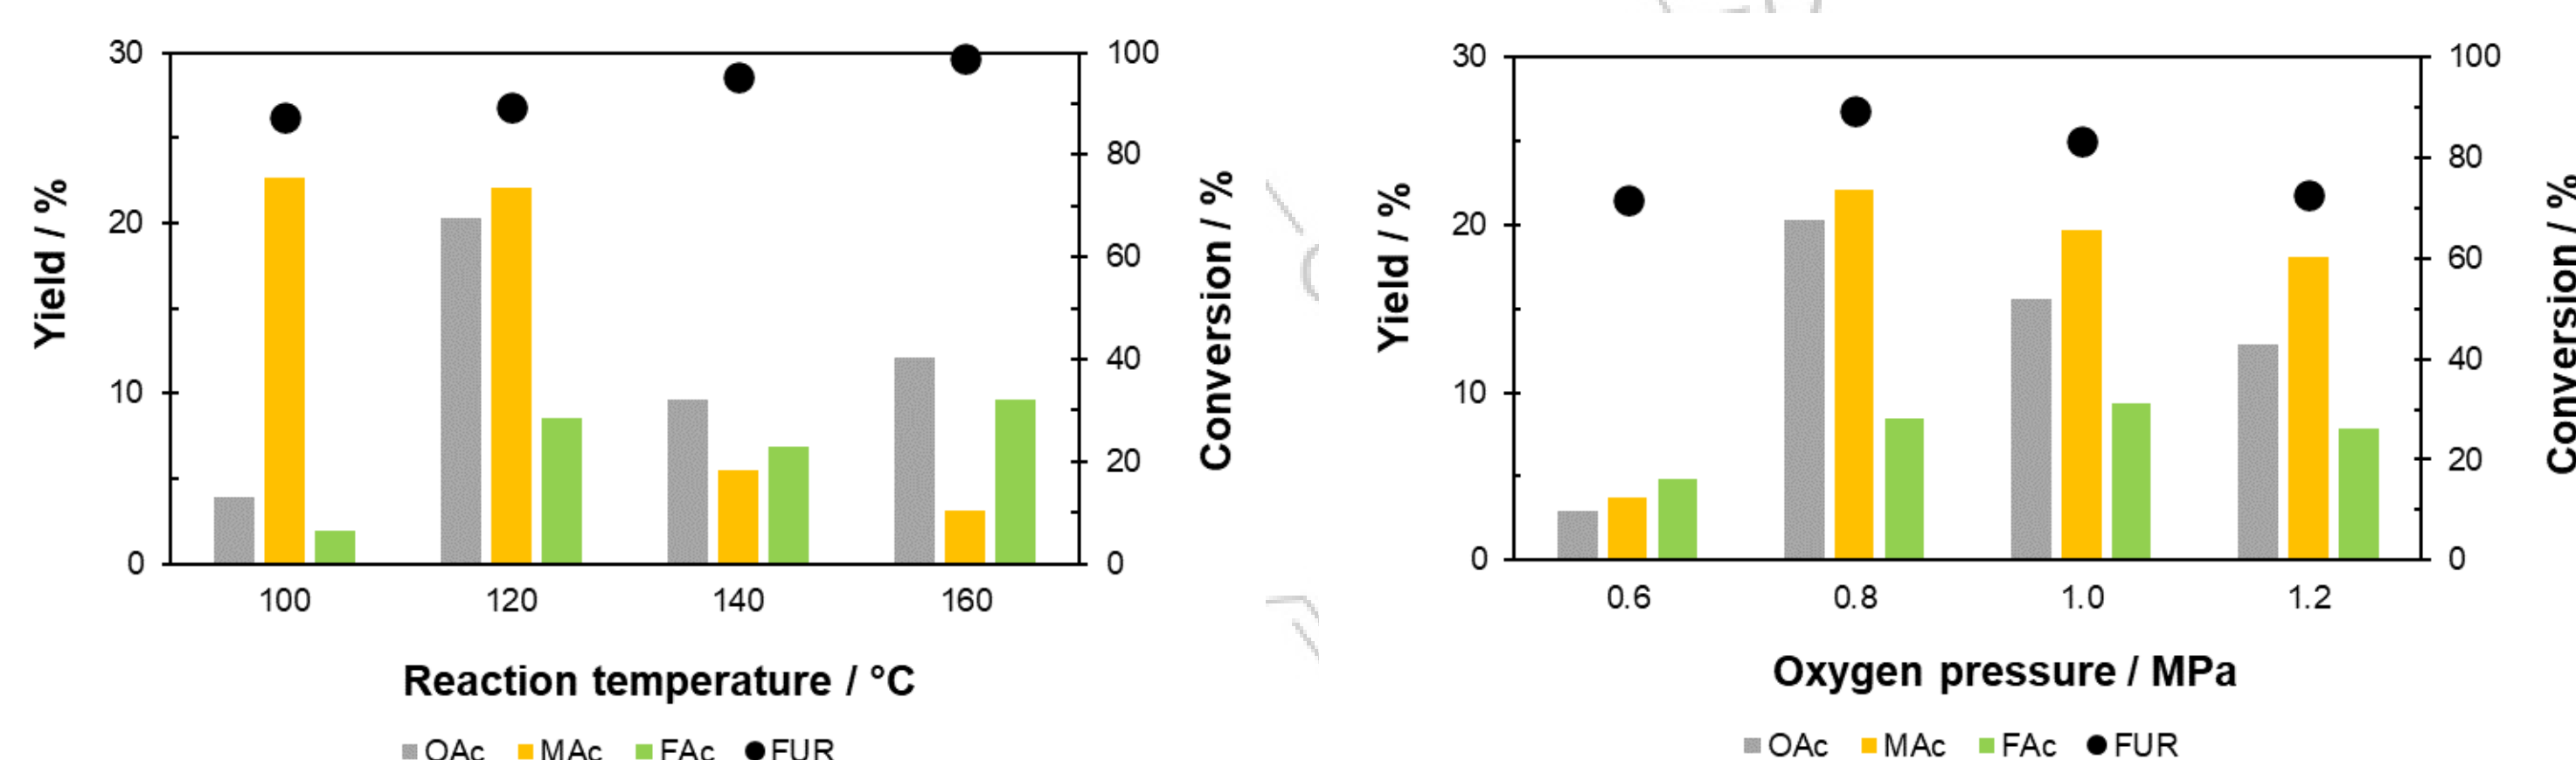 30
20
10
0
Yield / %
100
80
60
40
20
0
Conversion / %
100 120 140 160
Reaction temperature / °C
OAc MAc FAc FUR
30
20
10
0
Yield / %
100
80
60
40
20
0
Conversion / %
0.6 0.8 1.0 1.2
Oxygen pressure / MPa
OAc MAc FAc FUR